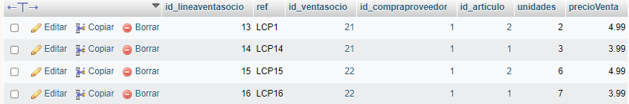 id_lineaventasocio ref id_ventasocio id_compraproveedor id_articulo unidades precioVenta
Editar Copiar Borrar 13 LCP1 21 1 2 2 4.99
Editar Copiar Borrar 14 LCP14 21 1 1 3 3.99
Editar Copiar Borrar 15 LCP15 22 1 2 6 4.99
Editar Copiar Borrar 16 LCP16 22 1 1 7 3.99